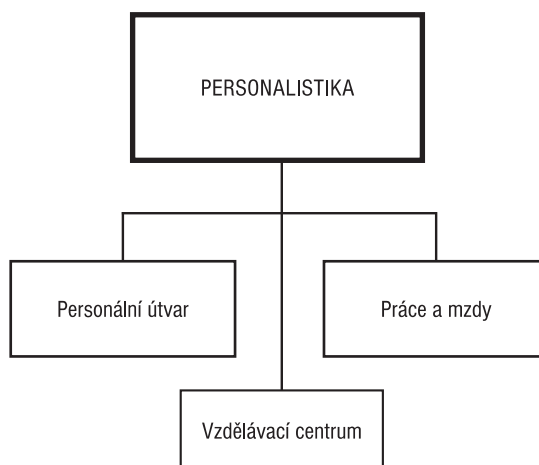 PERSONALISTIKA
Personální útvar
Práce a mzdy
Vzdělávací centrum